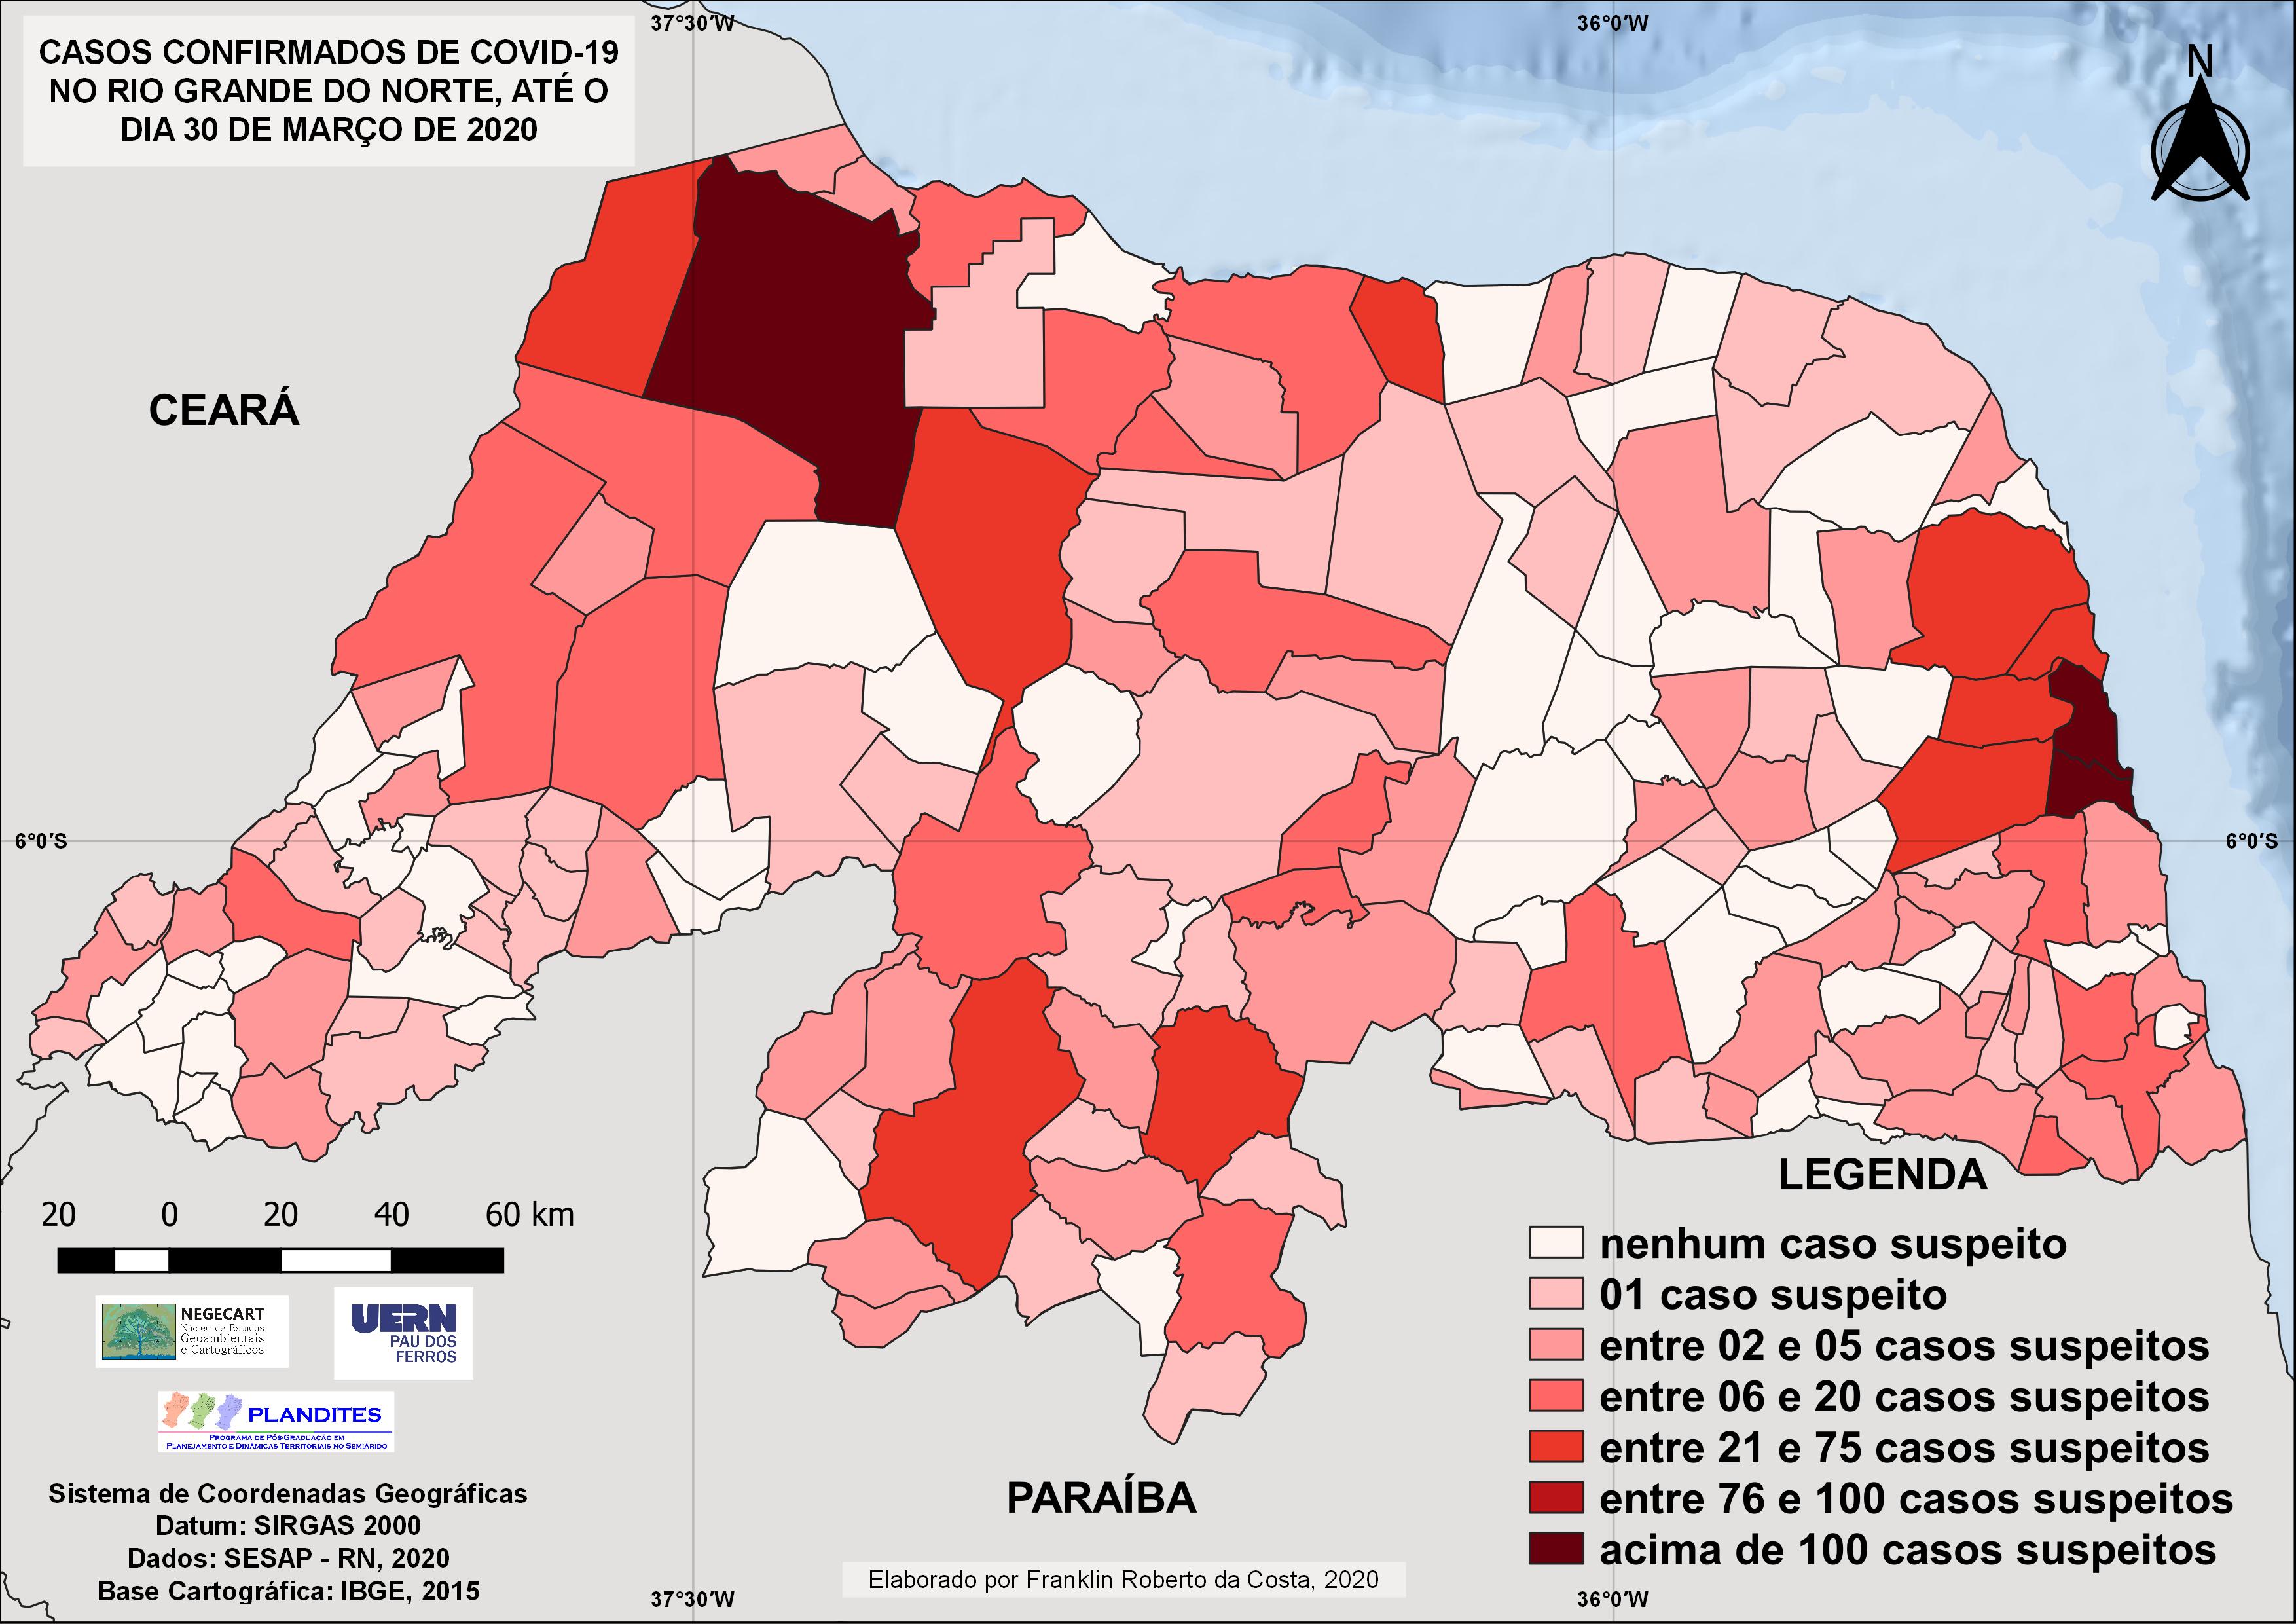 CASOS CONFIRMADOS DE COVID-19
NO RIO GRANDE DO NORTE, ATÉ O
DIA 30 DE MARÇO DE 2020
37°30′W
36°0′W
N
CEARÁ
6°0′S
6°0′S
20 0 20 40 60 km
NEGECART
Núcleo de Estudos
Geoambientais
e Cartográficos
UERN
PAU DOS
FERROS
PLANDITES
PROGRAMA DE PÓS-GRADUAÇÃO EM
PLANEJAMENTO E DINÂMICAS TERRITORIAIS NO SEMIÁRIDO
Sistema de Coordenadas Geográficas
Datum: SIRGAS 2000
Dados: SESAP - RN, 2020
Base Cartográfica: IBGE, 2015
PARAÍBA
Elaborado por Franklin Roberto da Costa, 2020
LEGENDA
nenhum caso suspeito
01 caso suspeito
entre 02 e 05 casos suspeitos
entre 06 e 20 casos suspeitos
entre 21 e 75 casos suspeitos
entre 76 e 100 casos suspeitos
acima de 100 casos suspeitos
37°30′W
36°0′W